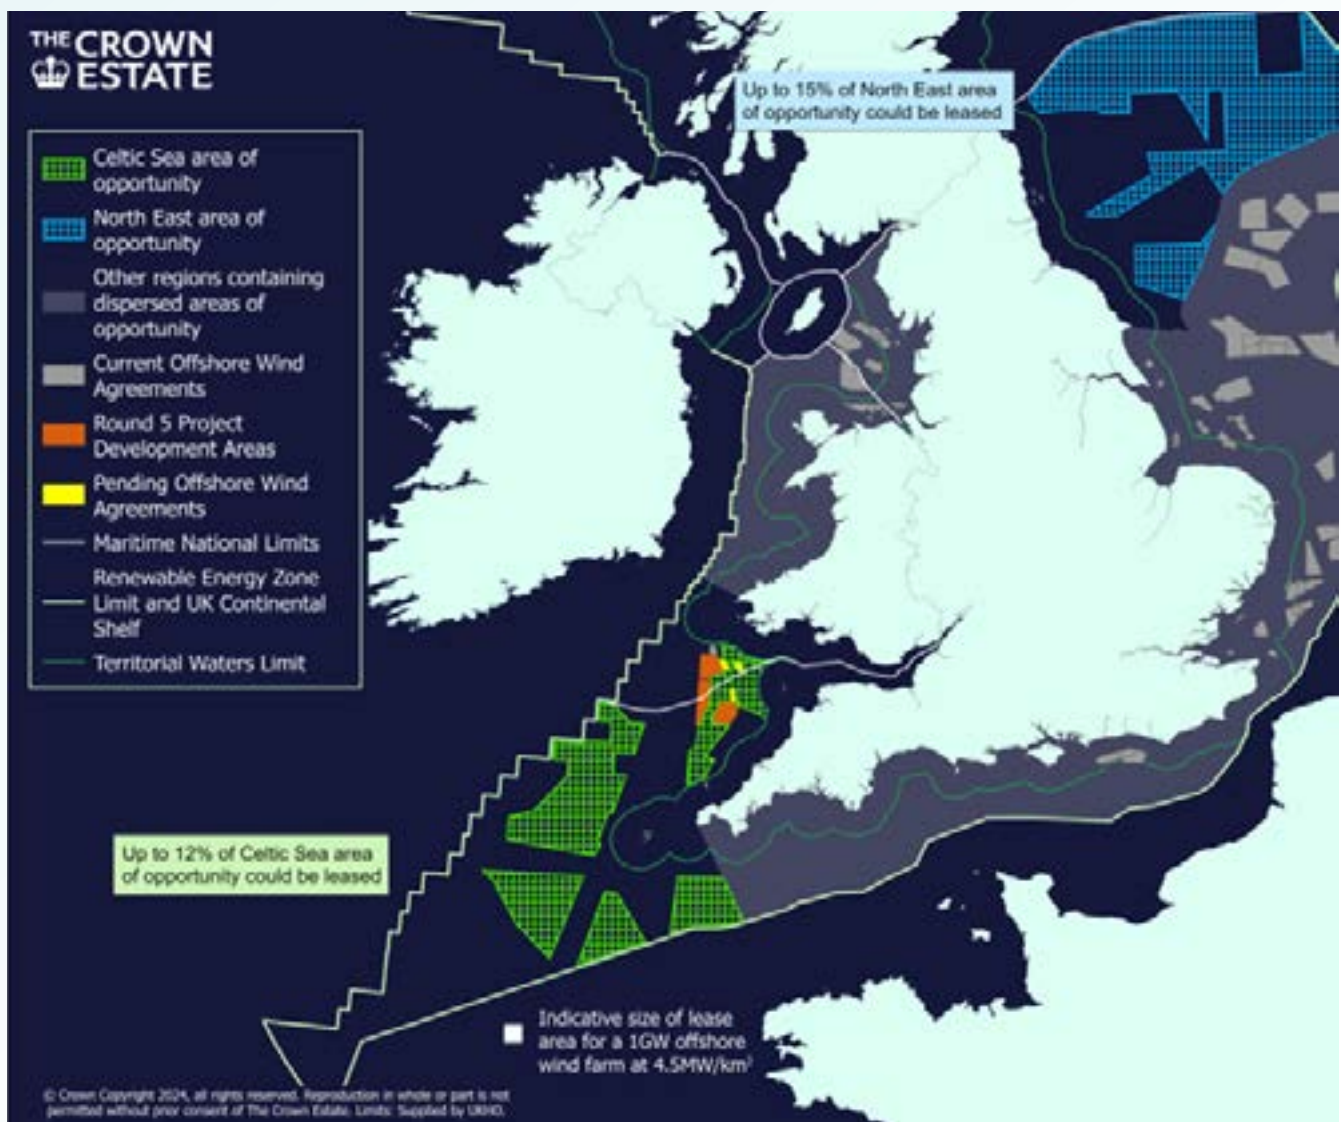 THE CROWN
ESTATE
Up to 15% of North East area
of opportunity could be leased
Celtic Sea area of
opportunity
North East area of
opportunity
Other regions containing
dispersed areas of
opportunity
Current Offshore Wind
Agreements
Round 5 Project
Development Areas
Pending Offshore Wind
Agreements
Maritime National Limits
Renewable Energy Zone
Limit and UK Continental
Shelf
Territorial Waters Limit
Up to 12% of Celtic Sea area
of opportunity could be leased
Indicative size of lease
area for a 1GW offshore
wind farm at 4.5MW/km²
© Crown Copyright 2024, all rights reserved. Reproduction in whole or part is not
permitted without prior consent of The Crown Estate. Limits: Supplied by UKHO.